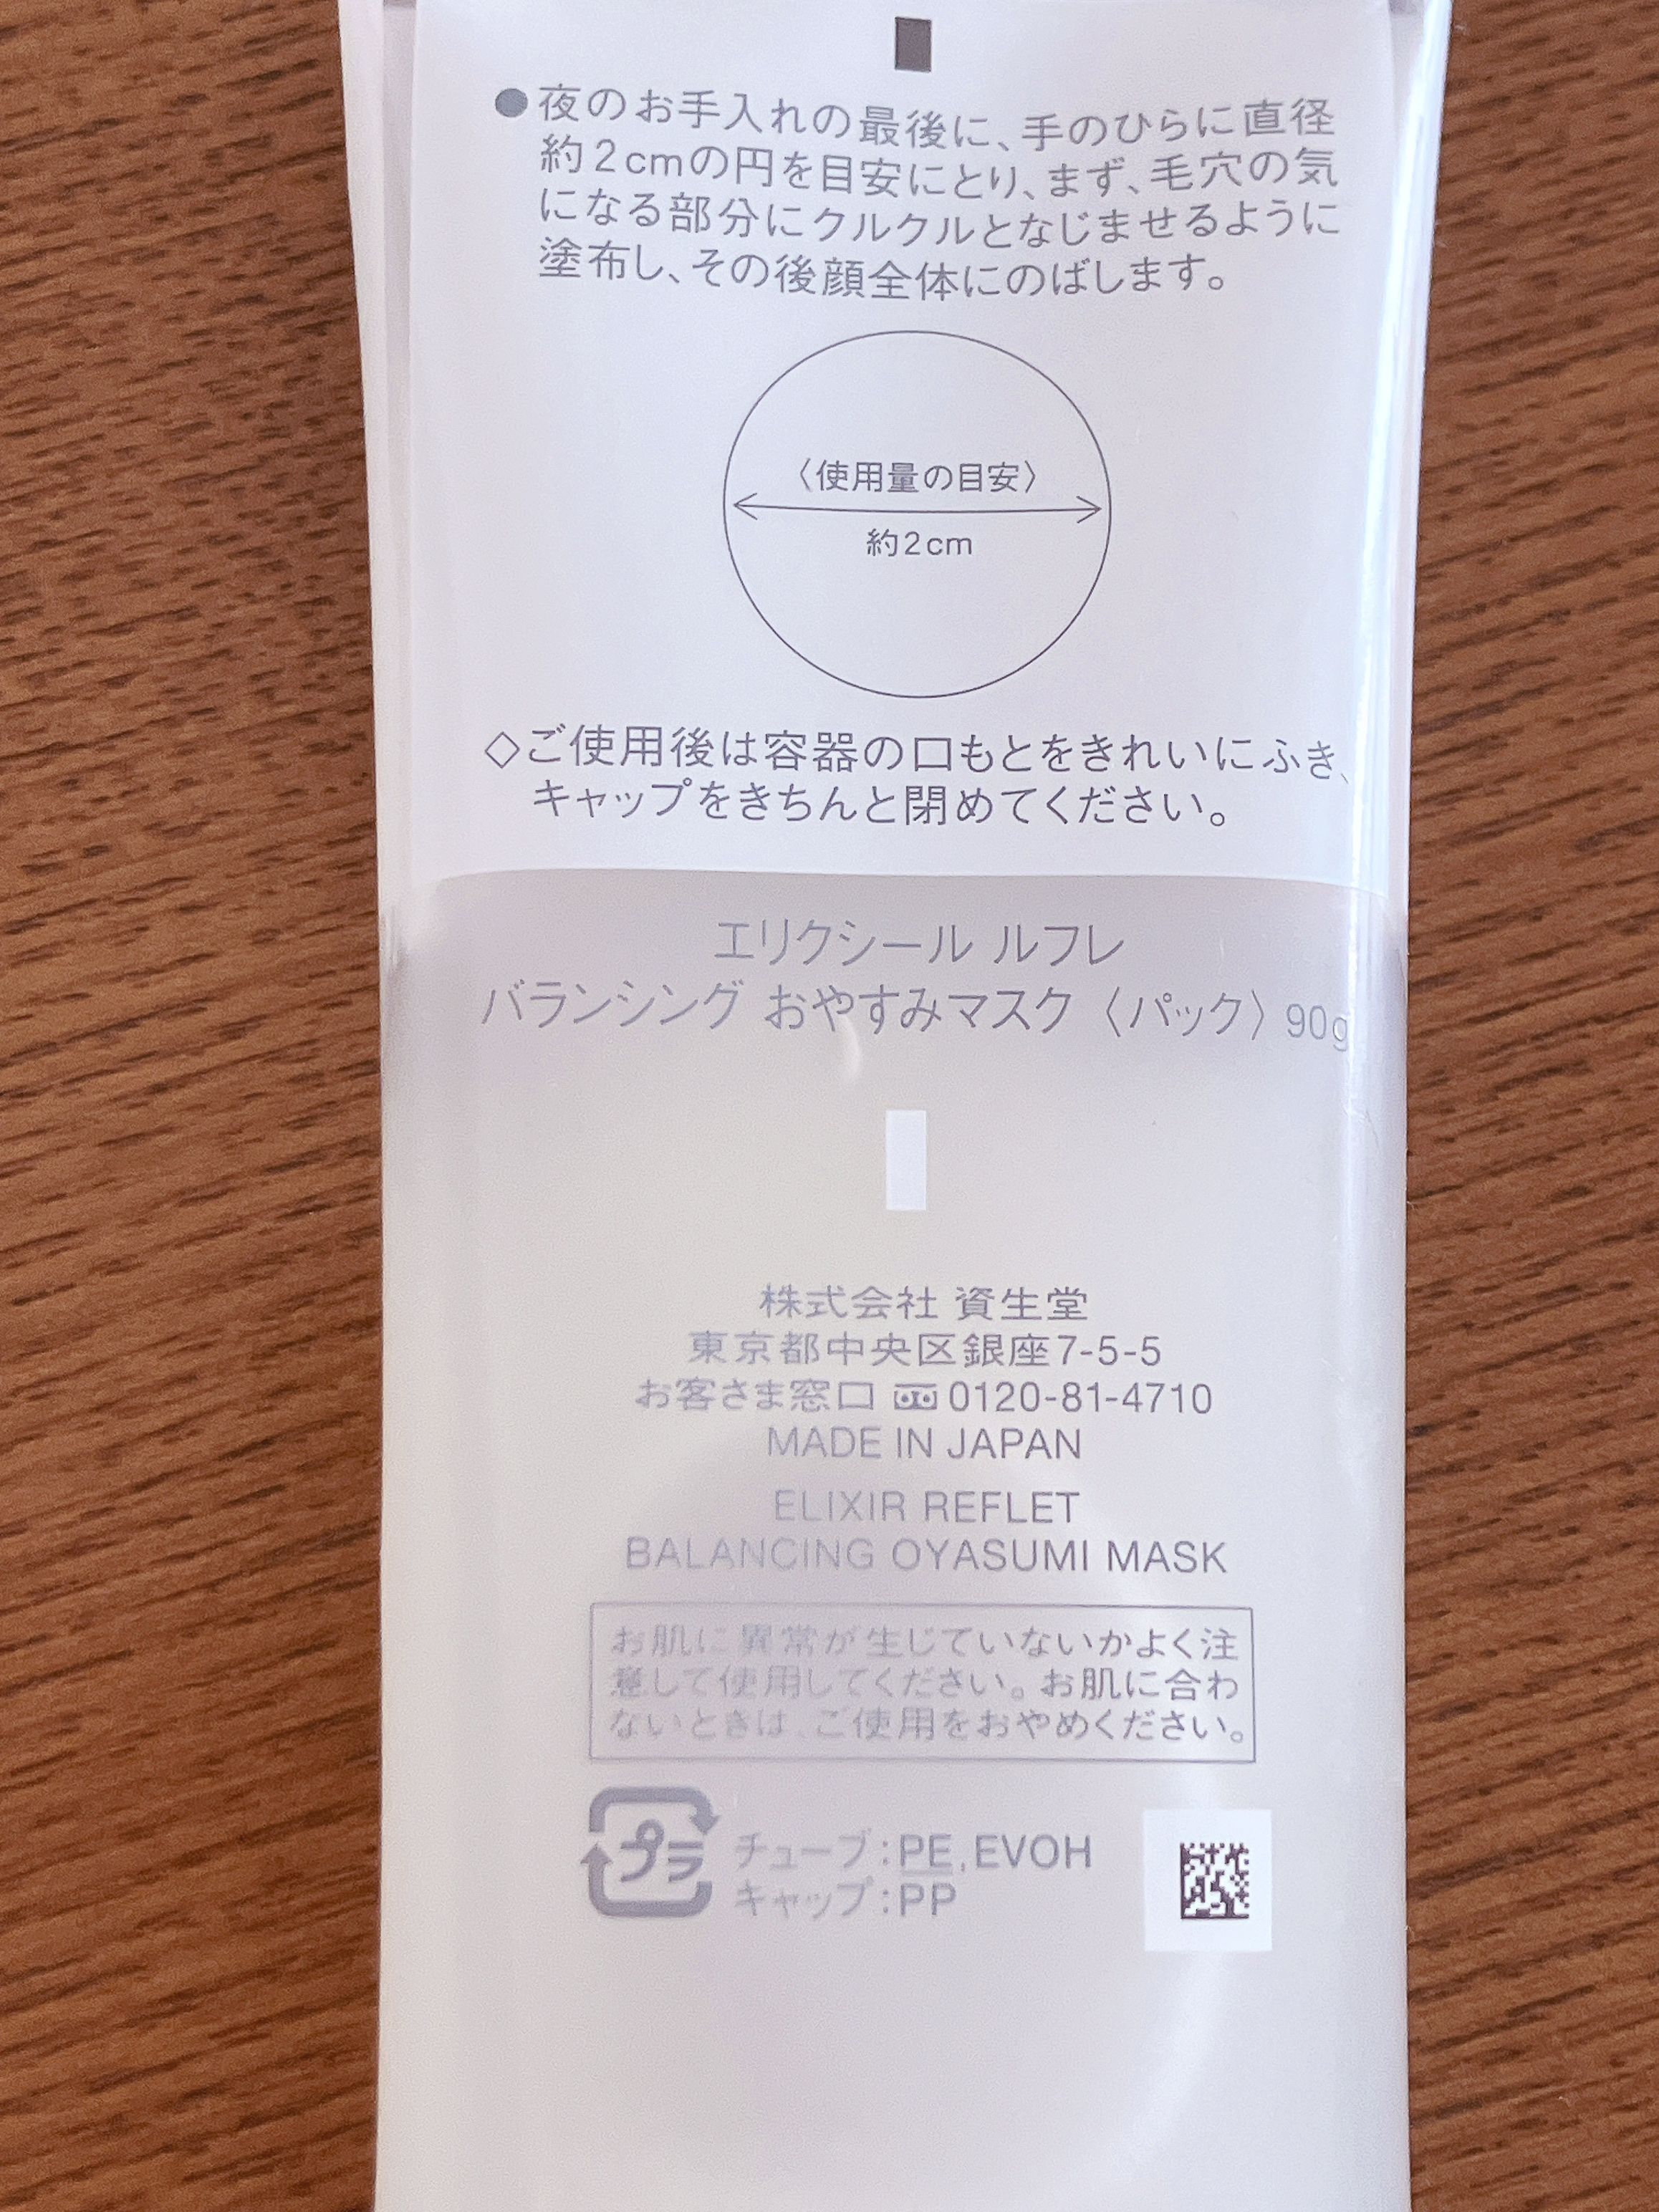 ●夜のお手入れの最後に、手のひらに直径
約2cmの円を目安にとり、まず、毛穴の気
になる部分にクルクルとなじませるように
塗布し、その後顔全体にのばします。
〈使用量の目安〉
約2cm
◇ご使用後は容器の口もとをきれいにふき、
キャップをきちんと閉めてください。
エリクシール ルフレ
バランシング おやすみマスク〈パック〉90g
株式会社 資生堂
東京都中央区銀座7-5-5
お客さま窓口 0120-81-4710
MADE IN JAPAN
ELIXIR REFLET
BALANCING OYASUMI MASK
お肌に異常が生じていないかよく注
意して使用してください。お肌に合わ
ないときは、ご使用をおやめください。
プラ
チューブ:PE,EVOH
キャップ:PP